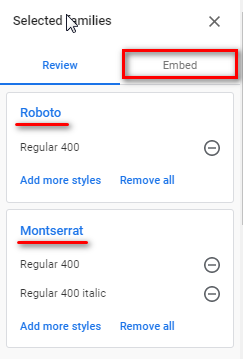 Selected families
Review Embed
Roboto
Regular 400
Add more styles Remove all
Montserrat
Regular 400
Regular 400 italic
Add more styles Remove all